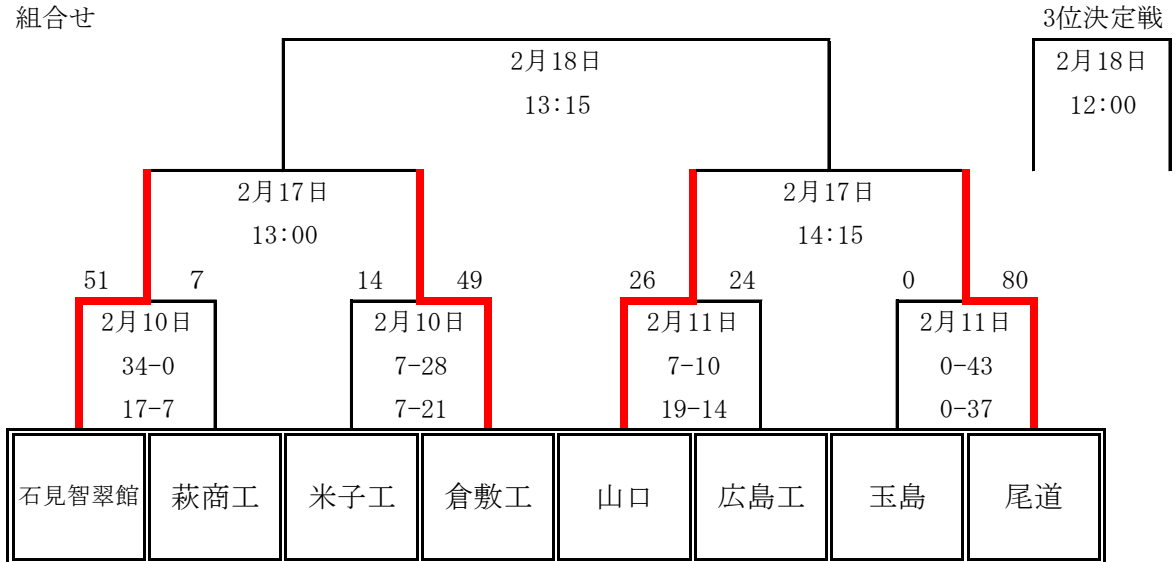 組合せ
3位決定戦
2月18日
2月18日
13:15
12:00
2月17日
2月17日
13:00
14:15
51 7 14 49 26 24 0 80
2月10日 2月10日 2月11日 2月11日
34-0 7-28 7-10 0-43
17-7 7-21 19-14 0-37
石見智翠館 萩商工 米子工 倉敷工 山口 広島工 玉島 尾道